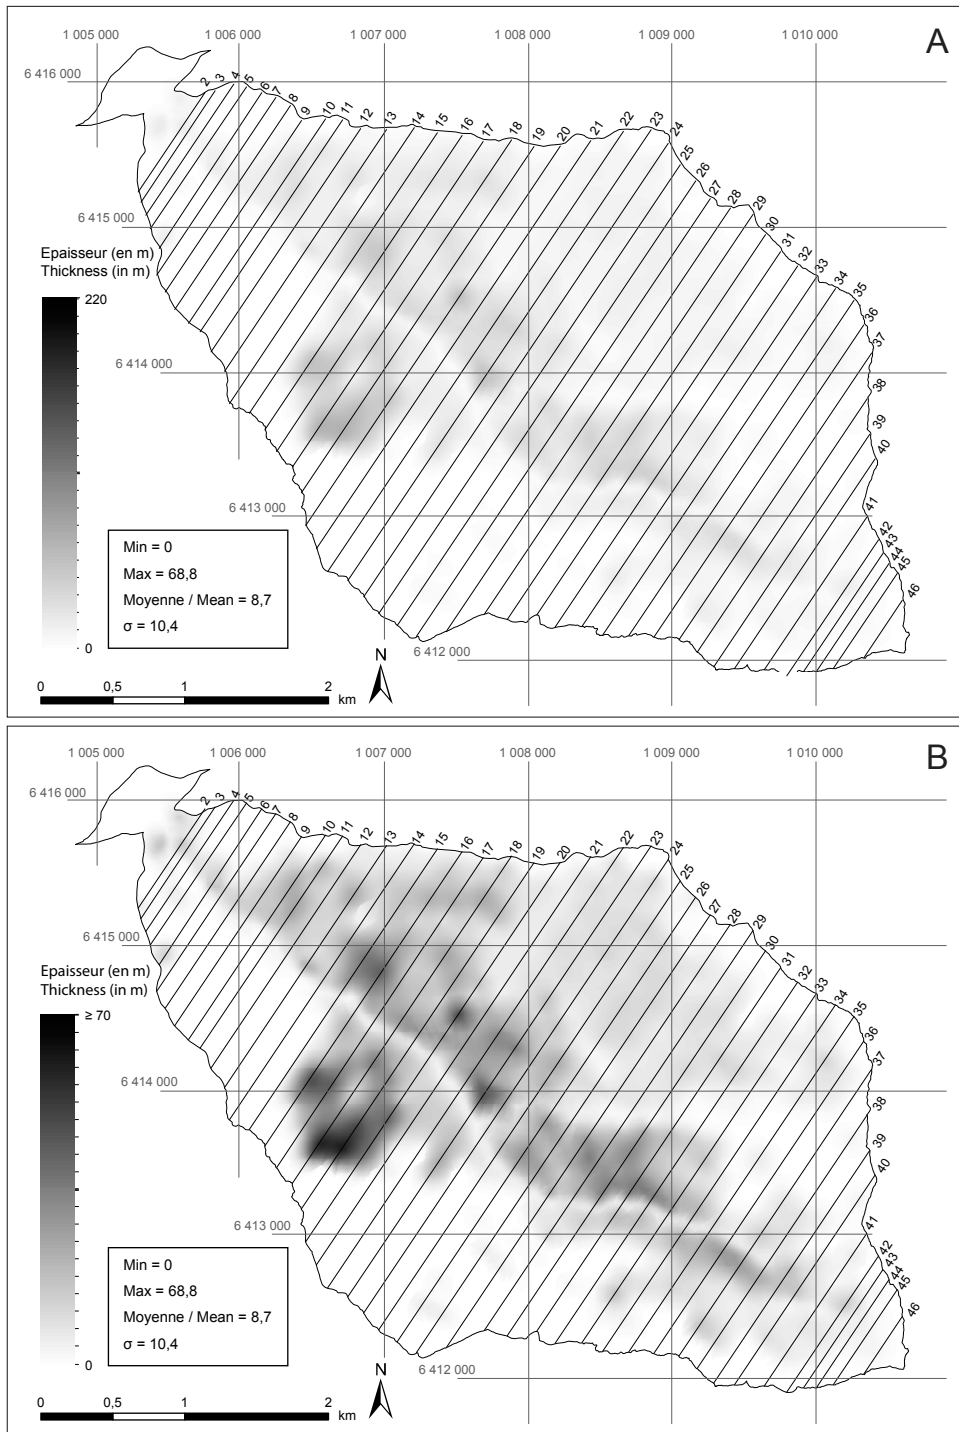 A
1 005 000 1 006 000 1 007 000 1 008 000 1 009 000 1 010 000
6 416 000
2 3 4 5 6 7 8 9 10 11 12 13 14 15 16 17 18 19 20 21 22 23 24 25 26 27 28 29 30 31 32 33 34 35 36 37 38 39 40 41 42 43 44 45 46
6 415 000
Epaisseur (en m)
Thickness (in m)
220
6 414 000
6 413 000
Min = 0
Max = 68,8
Moyenne / Mean = 8,7
σ = 10,4
0
6 412 000
N
0 0,5 1 2
km
B
1 005 000 1 006 000 1 007 000 1 008 000 1 009 000 1 010 000
6 416 000
2 3 4 5 6 7 8 9 10 11 12 13 14 15 16 17 18 19 20 21 22 23 24 25 26 27 28 29 30 31 32 33 34 35 36 37 38 39 40 41 42 43 44 45 46
6 415 000
Epaisseur (en m)
Thickness (in m)
≥ 70
6 414 000
6 413 000
Min = 0
Max = 68,8
Moyenne / Mean = 8,7
σ = 10,4
0
6 412 000
N
0 0,5 1 2
km